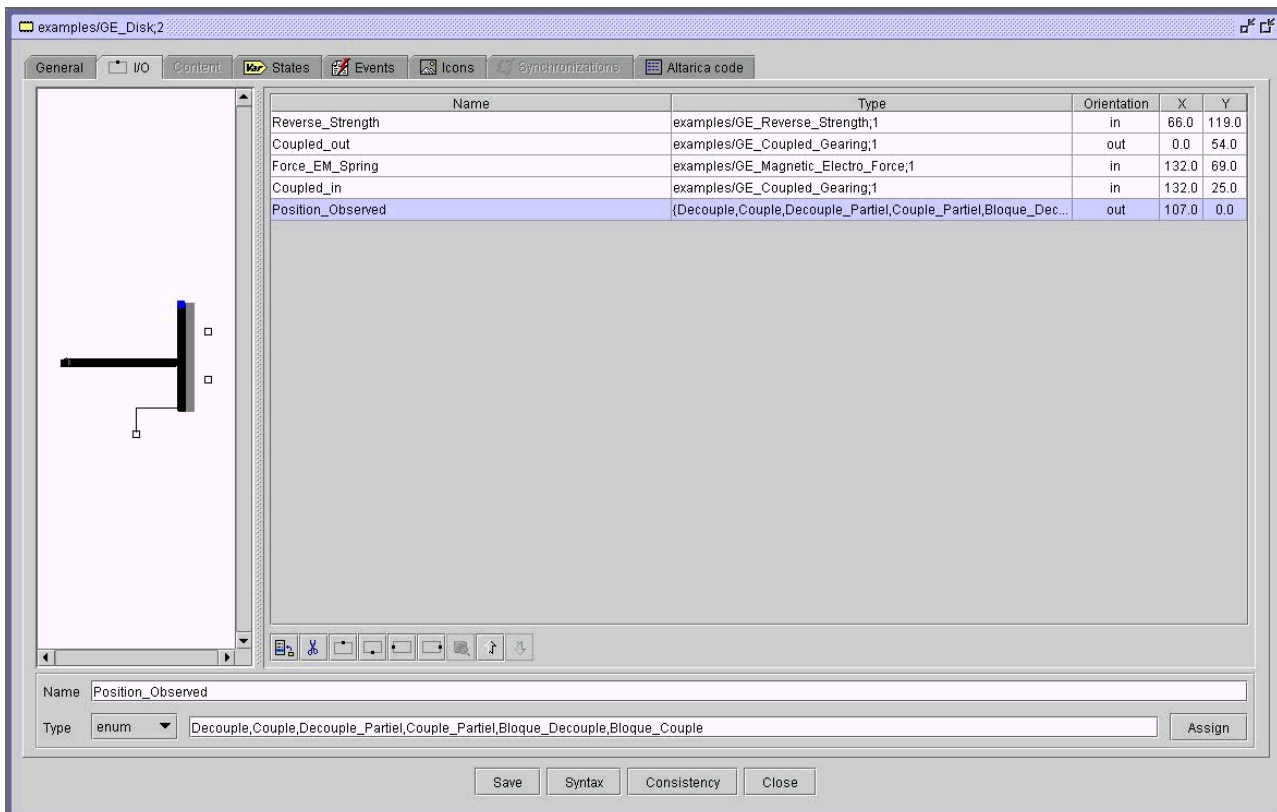 examples/GE_Disk;2
General I/O Content Var States Events Icons Synchronizations Altarica code
Name Type Orientation X Y
Reverse_Strength examples/GE_Reverse_Strength;1 in 66.0 119.0
Coupled_out examples/GE_Coupled_Gearing;1 out 0.0 54.0
Force_EM_Spring examples/GE_Magnetic_Electro_Force;1 in 132.0 69.0
Coupled_in examples/GE_Coupled_Gearing;1 in 132.0 25.0
Position_Observed {Decouple,Couple,Decouple_Partiel,Couple_Partiel,Bloque_Dec... out 107.0 0.0
Name Position_Observed
Type enum Decouple,Couple,Decouple_Partiel,Couple_Partiel,Bloque_Decouple,Bloque_Couple Assign
Save Syntax Consistency Close